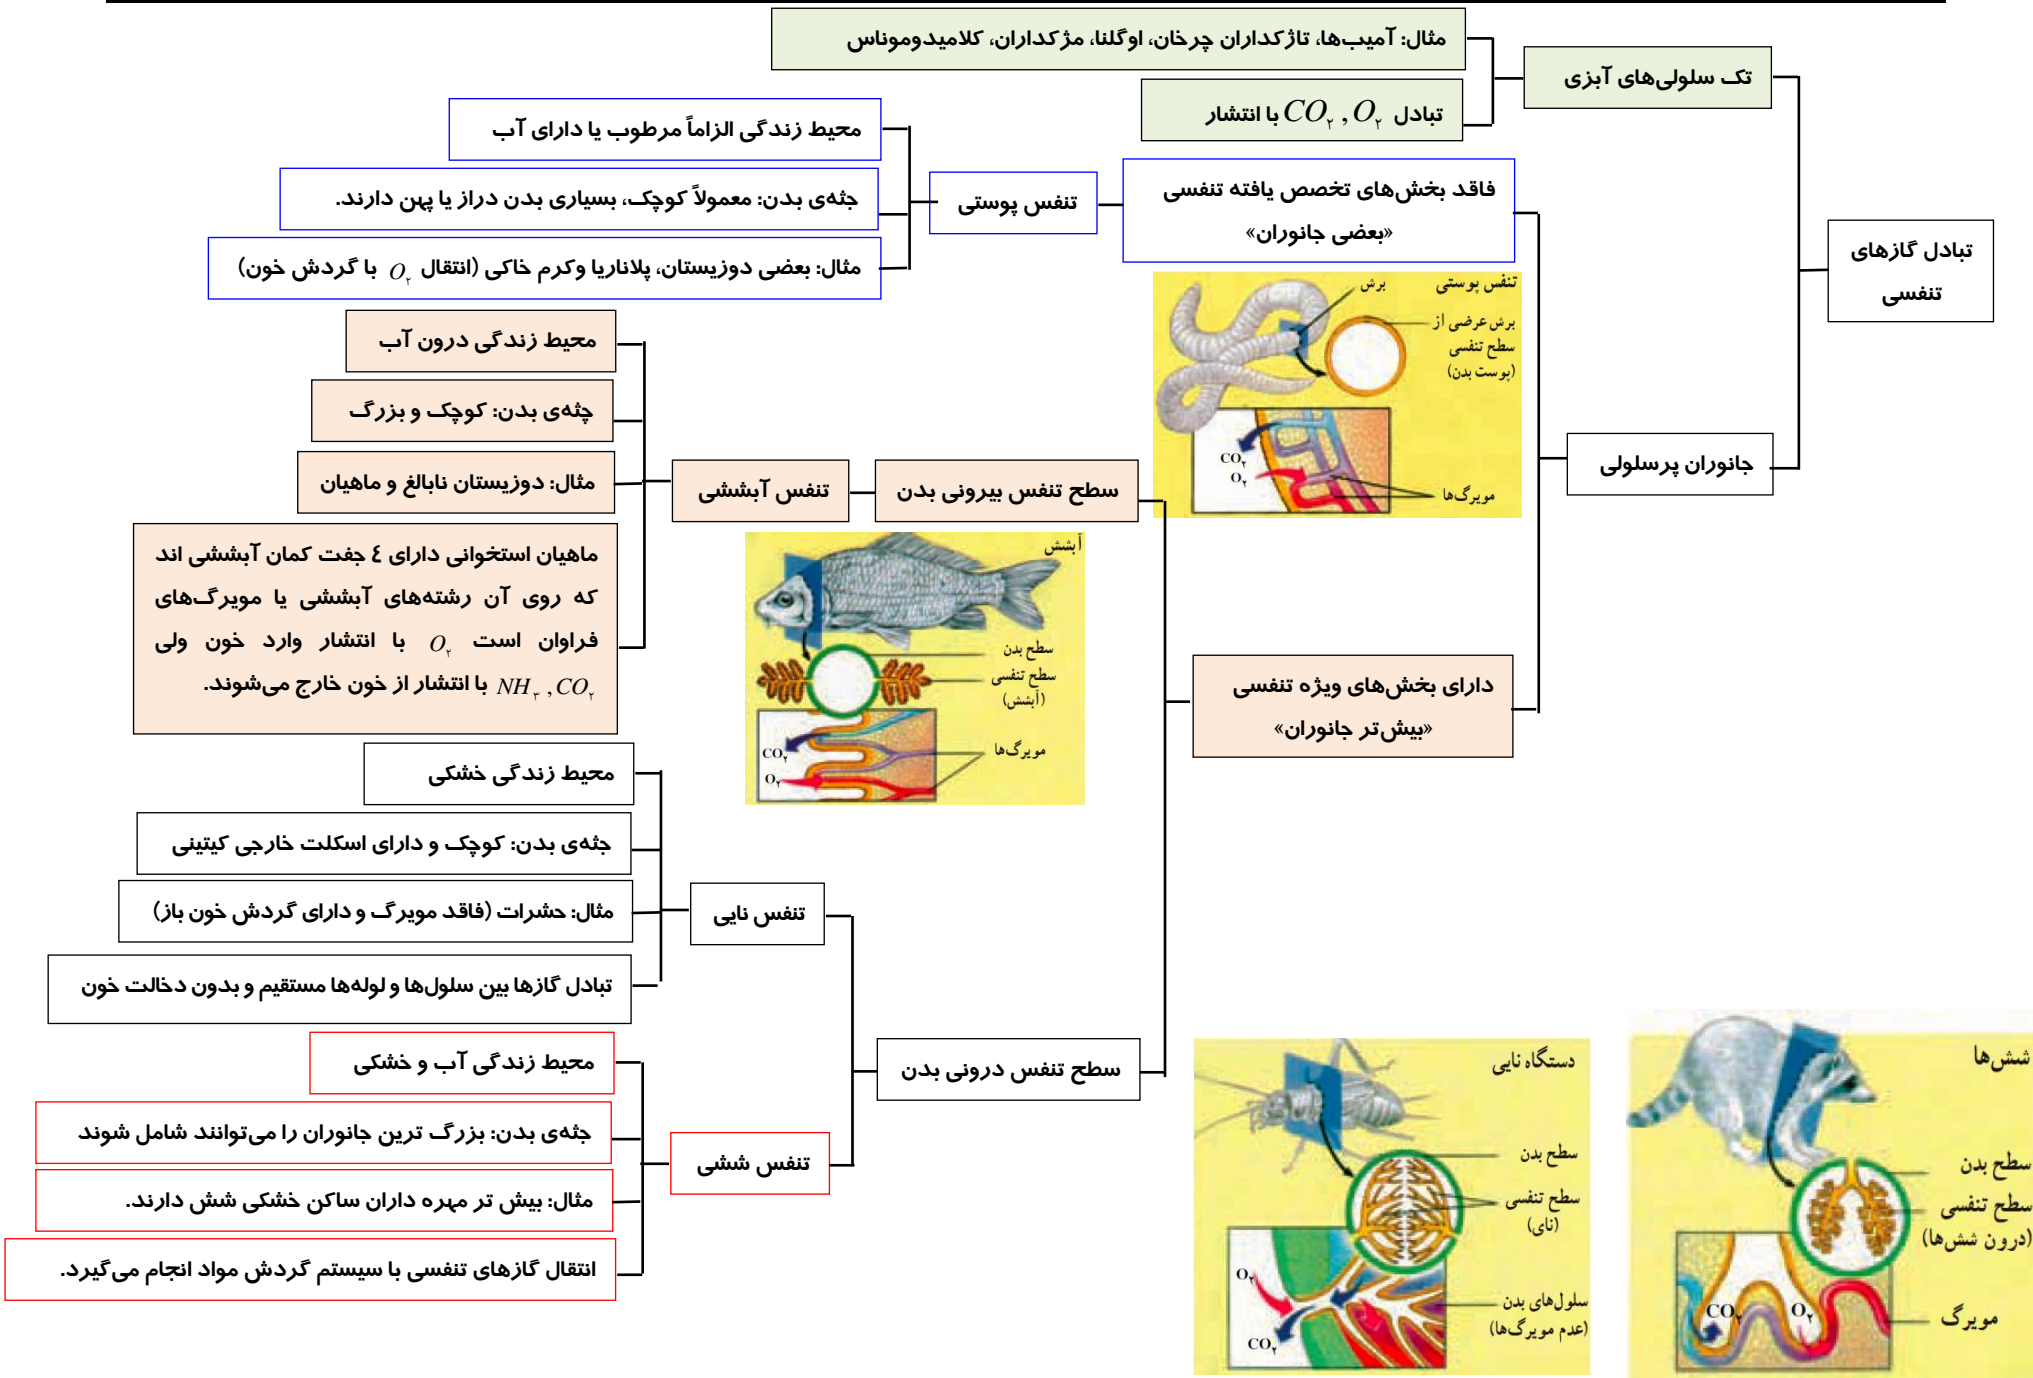 تبادل گازهای
تنفسی
تک سلولی‌های آبزی
مثال: آمیب‌ها، تاژکداران چرخان، اوگلنا، مژکداران، کلامیدوموناس
تبادل CO₂ , O₂ با انتشار
جانوران پرسلولی
فاقد بخش‌های تخصص یافته تنفسی
«بعضی جانوران»
تنفس پوستی
محیط زندگی الزاماً مرطوب یا دارای آب
جثه‌ی بدن: معمولاً کوچک، بسیاری بدن دراز یا پهن دارند.
مثال: بعضی دوزیستان، پلاناریا وکرم خاکی (انتقال O₂ با گردش خون)
تنفس پوستی
برش
برش عرضی از
سطح تنفسی
(پوست بدن)
CO₂
O₂
مویرگ‌ها
دارای بخش‌های ویژه تنفسی
«بیش‌تر جانوران»
سطح تنفس بیرونی بدن
تنفس آبششی
محیط زندگی درون آب
چثه‌ی بدن: کوچک و بزرگ
مثال: دوزیستان نابالغ و ماهیان
ماهیان استخوانی دارای ٤ جفت کمان آبششی اند
که روی آن رشته‌های آبششی یا مویرگ‌های
فراوان است O₂ با انتشار وارد خون ولی
NH₃ , CO₂ با انتشار از خون خارج می‌شوند.
آبشش
سطح بدن
سطح تنفسی
(آبشش)
CO₂
O₂
مویرگ‌ها
سطح تنفس درونی بدن
تنفس نایی
محیط زندگی خشکی
جثه‌ی بدن: کوچک و دارای اسکلت خارجی کیتینی
مثال: حشرات (فاقد مویرگ و دارای گردش خون باز)
تبادل گازها بین سلول‌ها و لوله‌ها مستقیم و بدون دخالت خون
تنفس ششی
محیط زندگی آب و خشکی
جثه‌ی بدن: بزرگ ترین جانوران را می‌توانند شامل شوند
مثال: بیش تر مهره داران ساکن خشکی شش دارند.
انتقال گازهای تنفسی با سیستم گردش مواد انجام می‌گیرد.
دستگاه نایی
سطح بدن
سطح تنفسی
(نای)
O₂
CO₂
سلول‌های بدن
(عدم مویرگ‌ها)
شش‌ها
سطح بدن
سطح تنفسی
(درون شش‌ها)
CO₂
O₂
مویرگ